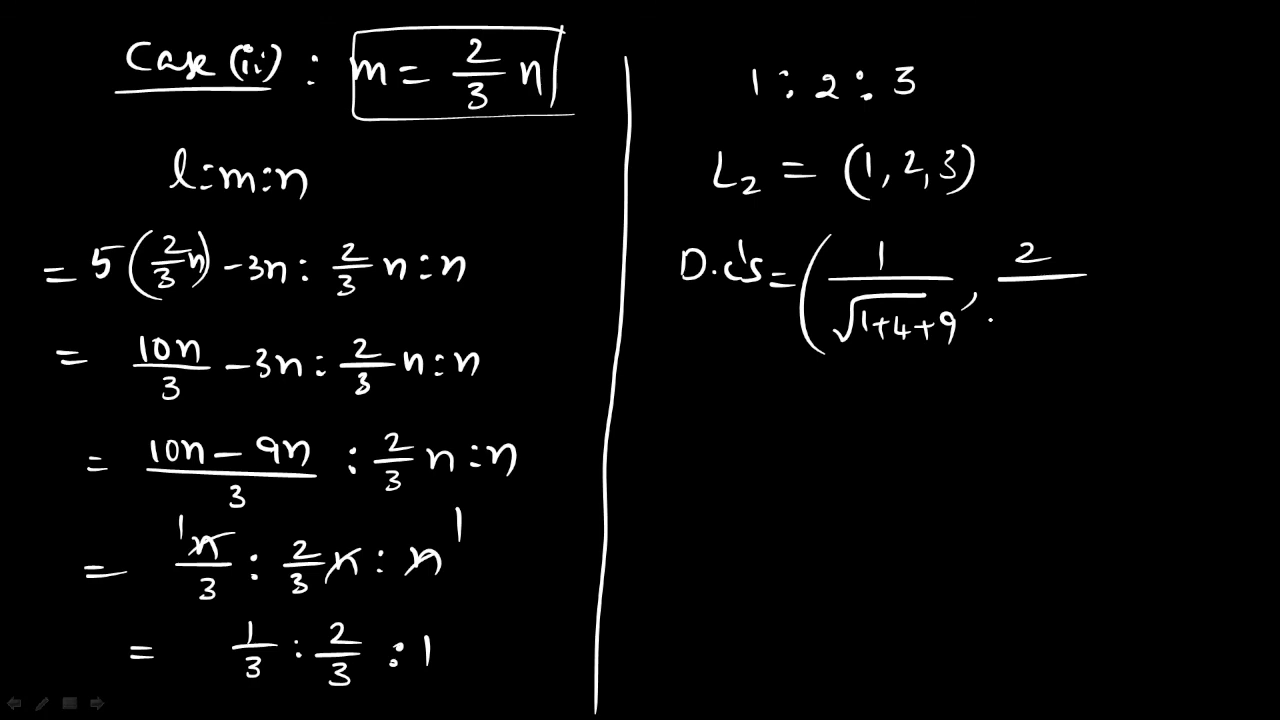 Case (ii) : m = 2/3 n
l : m : n
= 5(2/3 n) - 3n : 2/3 n : n
= 10n/3 - 3n : 2/3 n : n
= (10n - 9n)/3 : 2/3 n : n
= 1n/3 : 2/3 n : n 1
= 1/3 : 2/3 : 1
1 : 2 : 3
L₂ = (1, 2, 3)
D.c's = (1/√(1+4+9), 2/